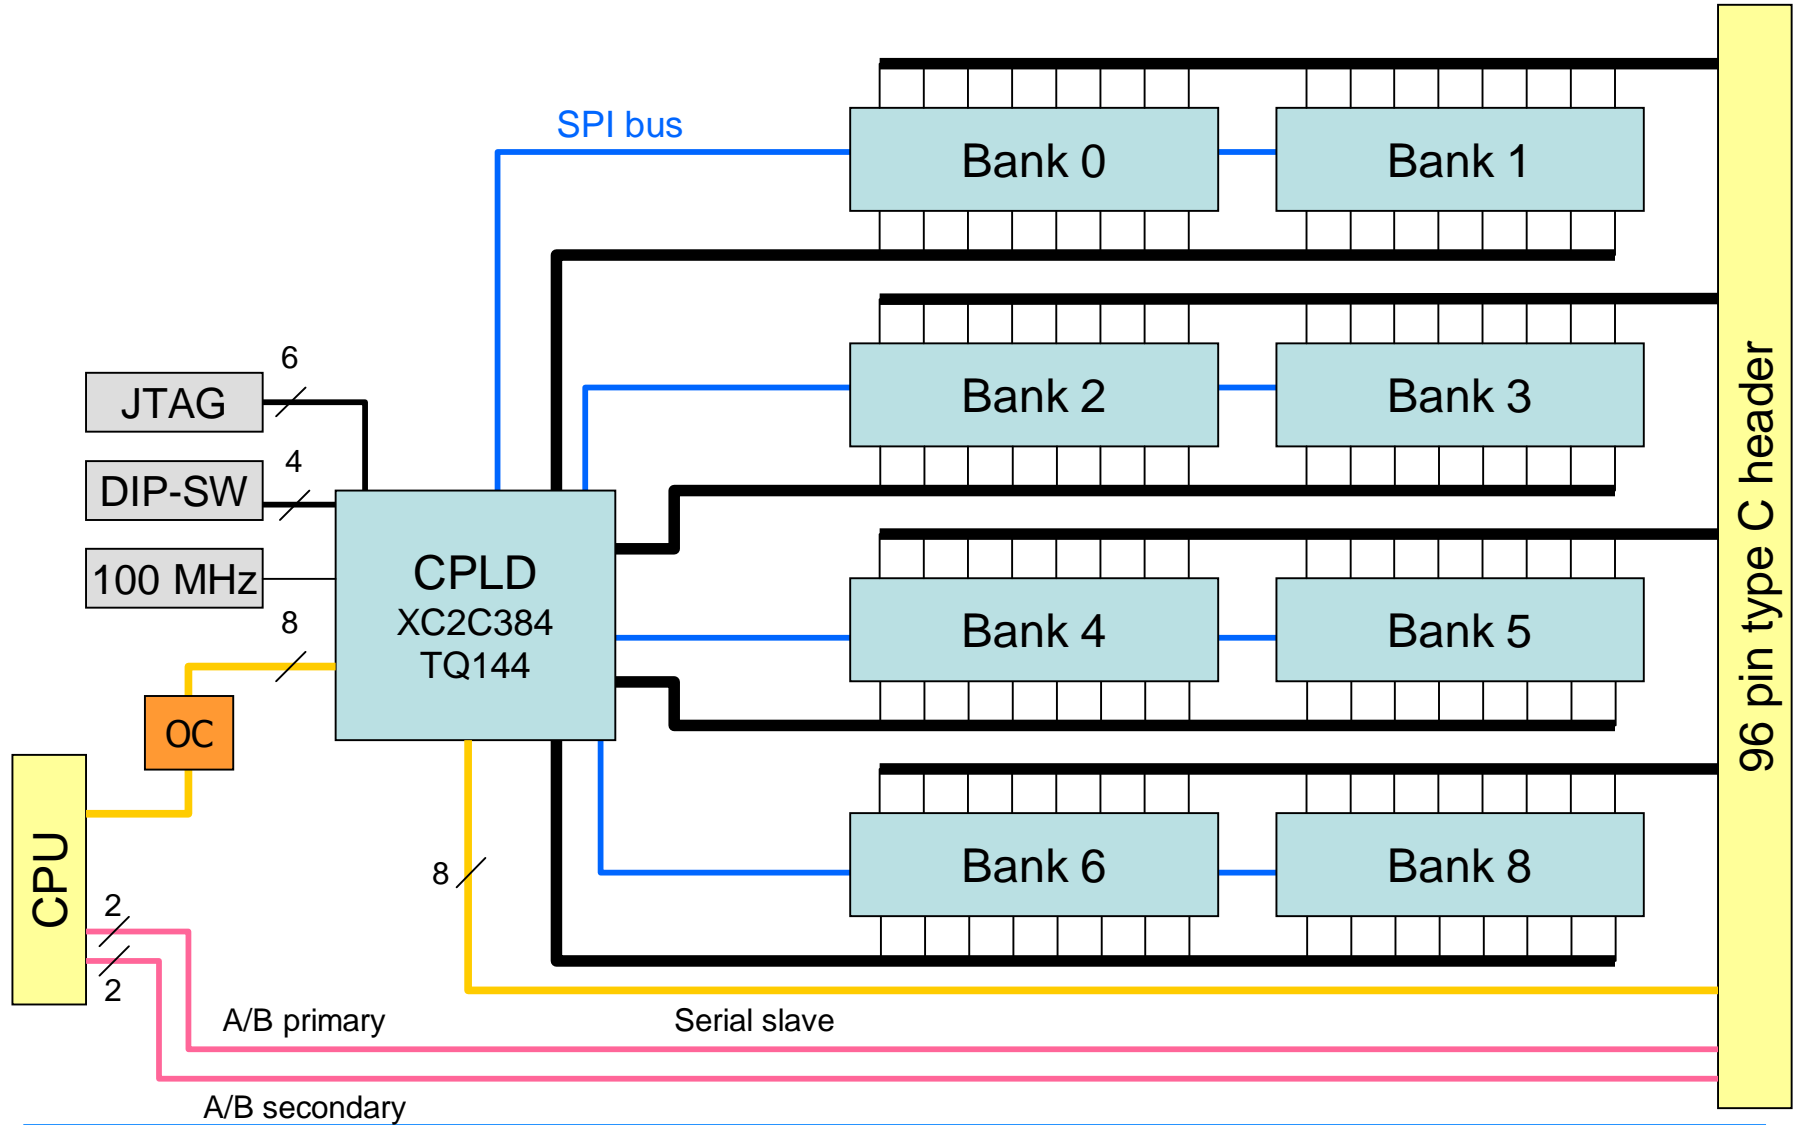 SPI bus
Bank 0
Bank 1
6
JTAG
Bank 2
Bank 3
4
DIP-SW
100 MHz
CPLD
XC2C384
TQ144
8
Bank 4
Bank 5
OC
96 pin type C header
CPU
8
Bank 6
Bank 8
2
2
A/B primary
Serial slave
A/B secondary